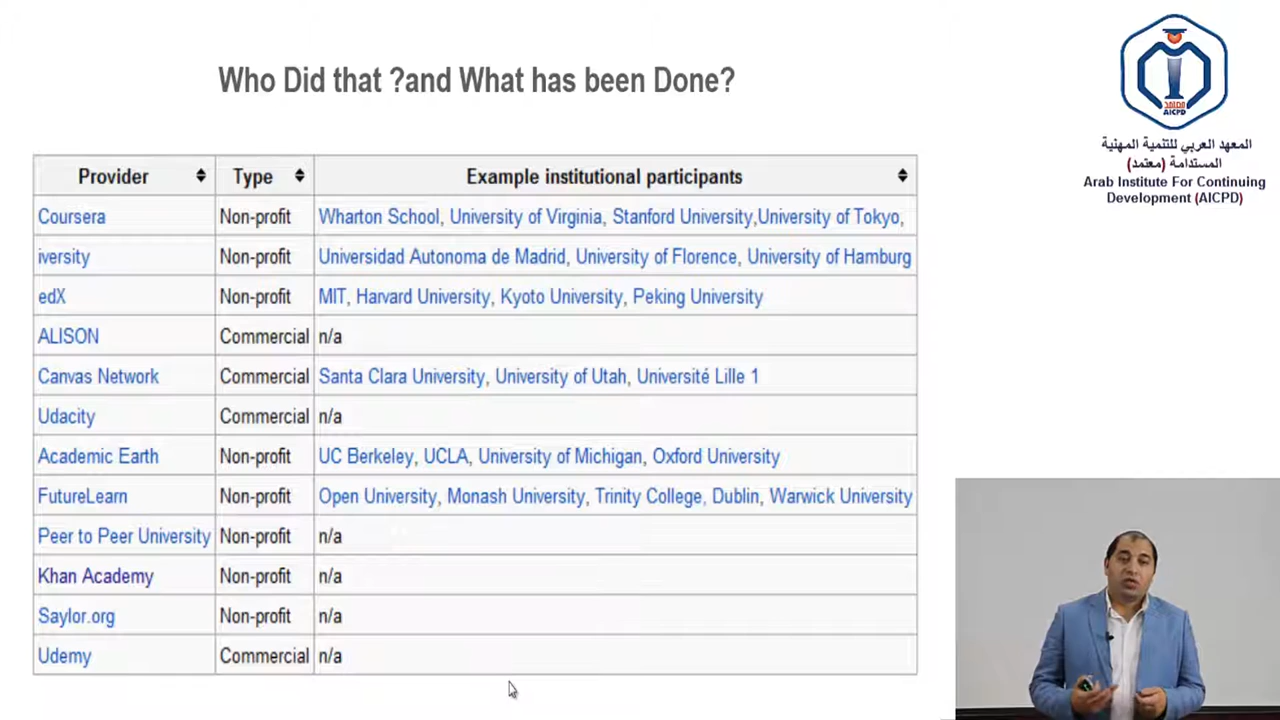 Who Did that ?and What has been Done?
معتمد
AICPD
المعهد العربي للتنمية المهنية
المستدامة (معتمد)
Arab Institute For Continuing
Development (AICPD)
Provider Type Example institutional participants
Coursera Non-profit Wharton School, University of Virginia, Stanford University,University of Tokyo,
iversity Non-profit Universidad Autonoma de Madrid, University of Florence, University of Hamburg
edX Non-profit MIT, Harvard University, Kyoto University, Peking University
ALISON Commercial n/a
Canvas Network Commercial Santa Clara University, University of Utah, Université Lille 1
Udacity Commercial n/a
Academic Earth Non-profit UC Berkeley, UCLA, University of Michigan, Oxford University
FutureLearn Non-profit Open University, Monash University, Trinity College, Dublin, Warwick University
Peer to Peer University Non-profit n/a
Khan Academy Non-profit n/a
Saylor.org Non-profit n/a
Udemy Commercial n/a